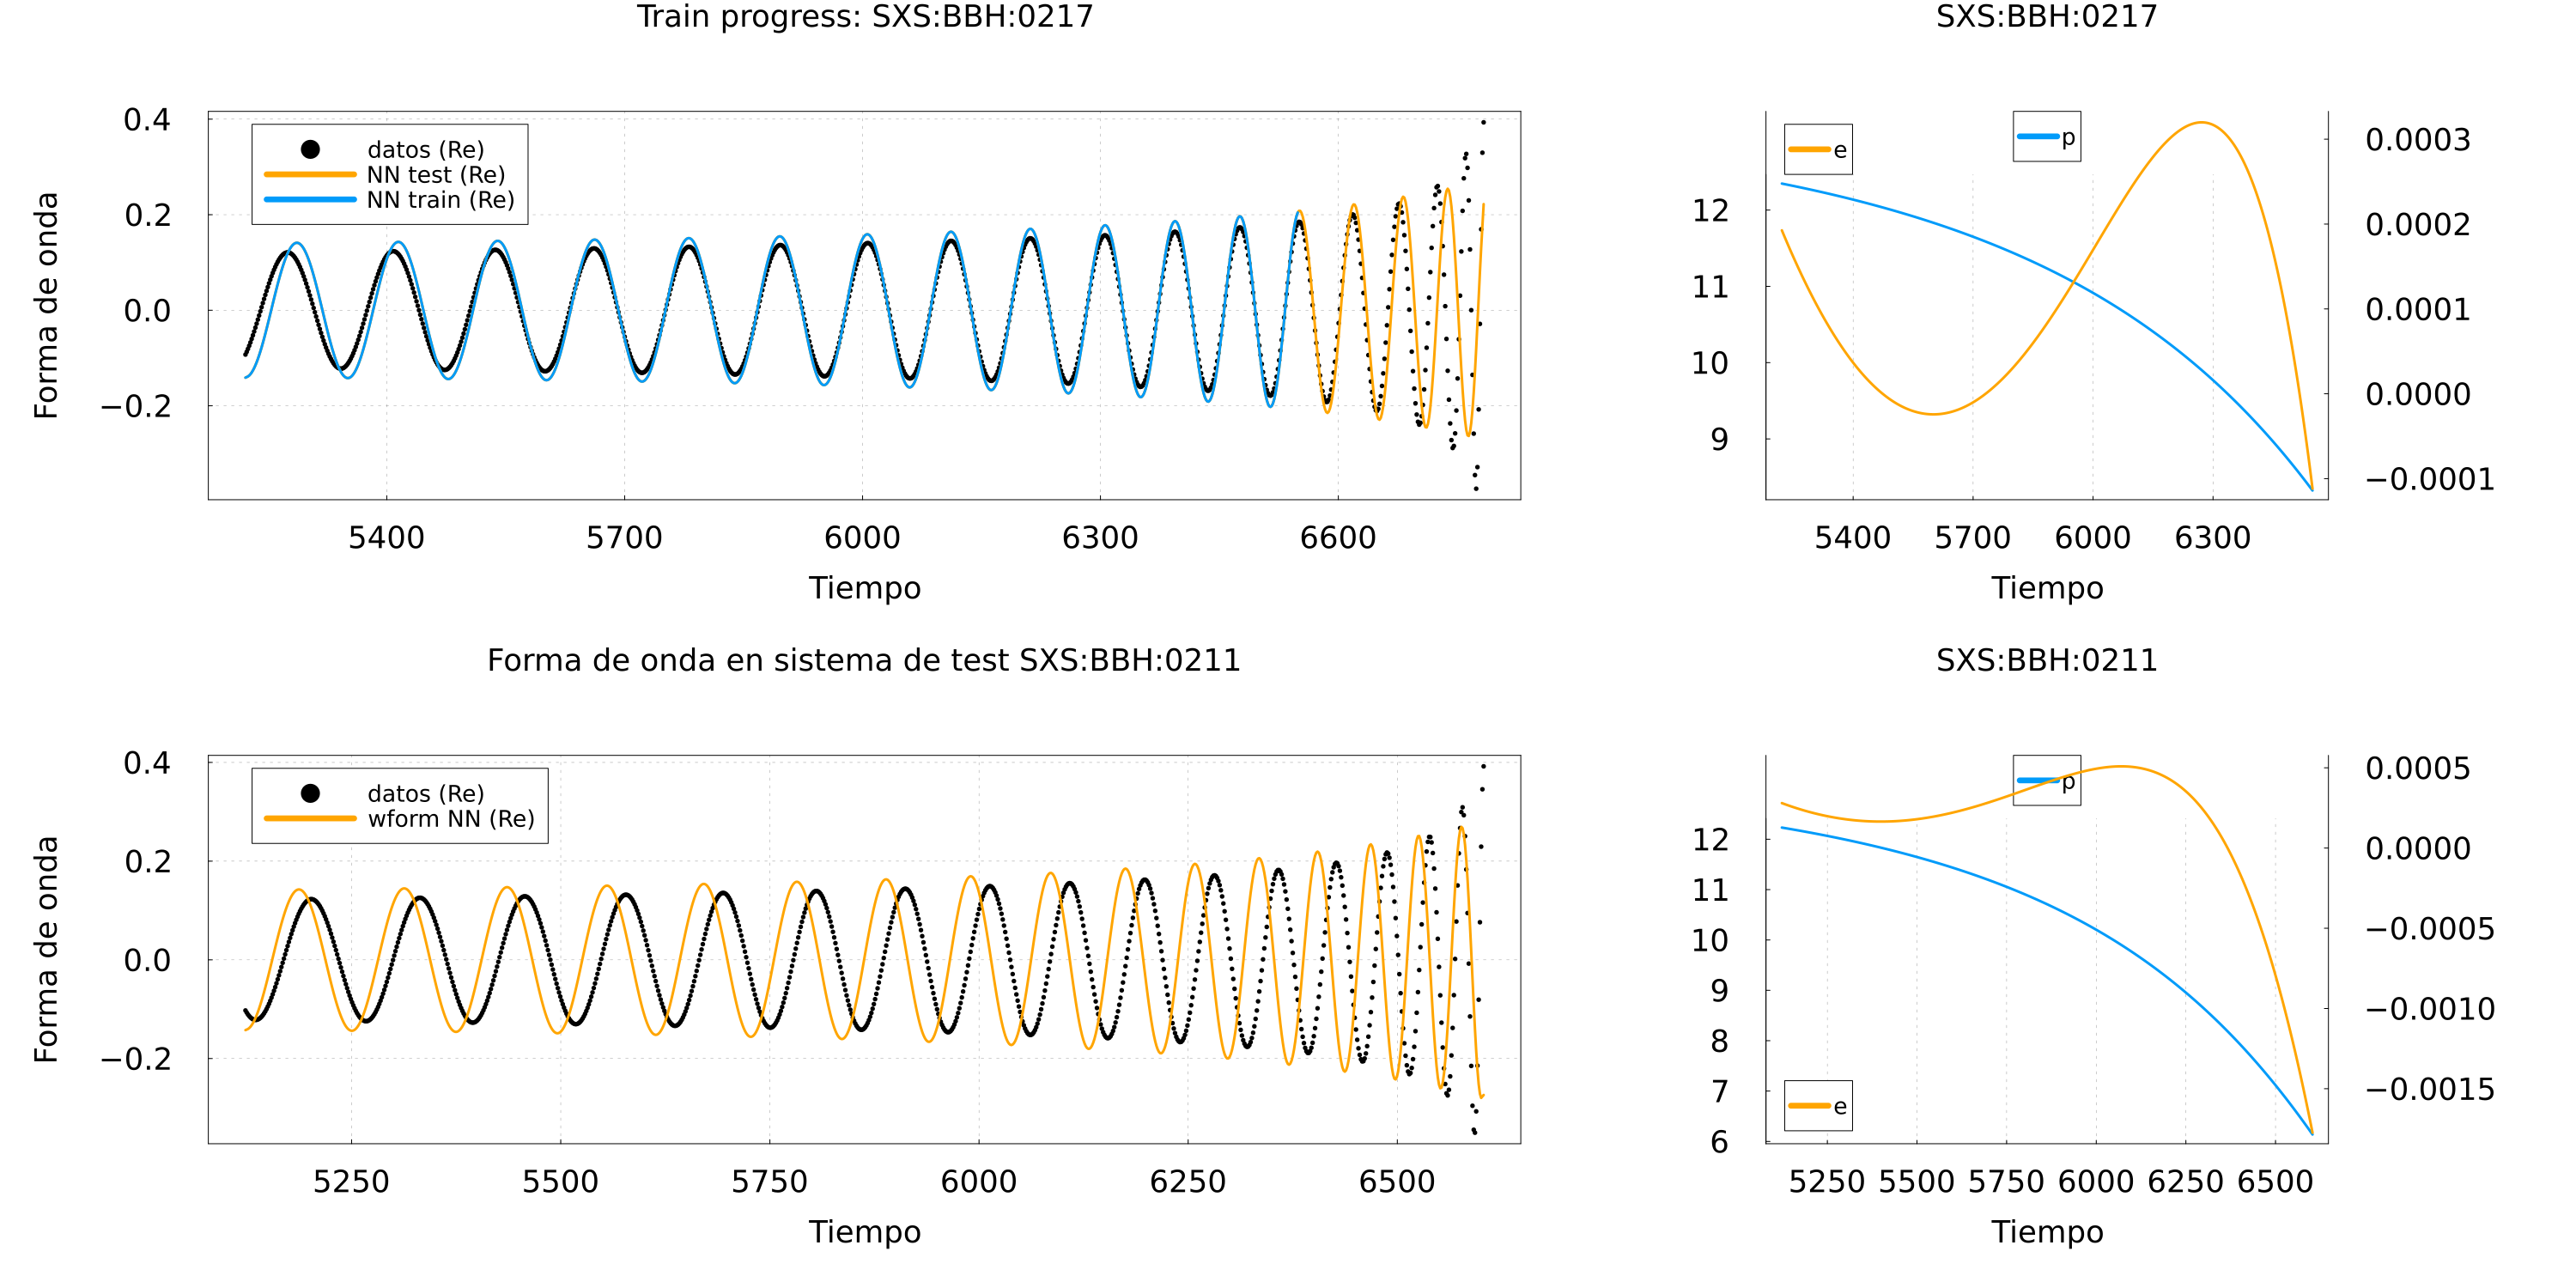 Train progress: SXS:BBH:0217
0.4
0.2
0.0
−0.2
Forma de onda
datos (Re)
NN test (Re)
NN train (Re)
5400 5700 6000 6300 6600
Tiempo
SXS:BBH:0217
e
p
12
11
10
9
0.0003
0.0002
0.0001
0.0000
−0.0001
5400 5700 6000 6300
Tiempo
Forma de onda en sistema de test SXS:BBH:0211
0.4
0.2
0.0
−0.2
Forma de onda
datos (Re)
wform NN (Re)
5250 5500 5750 6000 6250 6500
Tiempo
SXS:BBH:0211
p
e
12
11
10
9
8
7
6
0.0005
0.0000
−0.0005
−0.0010
−0.0015
5250 5500 5750 6000 6250 6500
Tiempo